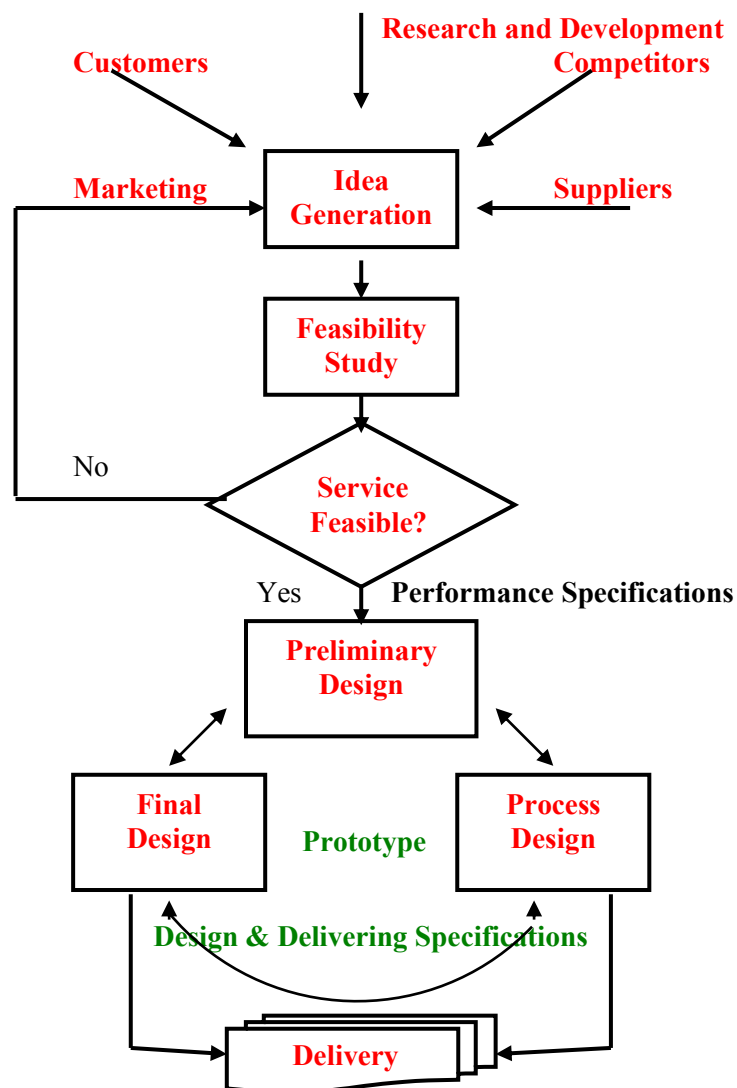 Research and Development
Customers
Competitors
Marketing
Idea
Generation
Suppliers
Feasibility
Study
No
Service
Feasible?
Yes
Performance Specifications
Preliminary
Design
Final
Design
Prototype
Process
Design
Design & Delivering Specifications
Delivery